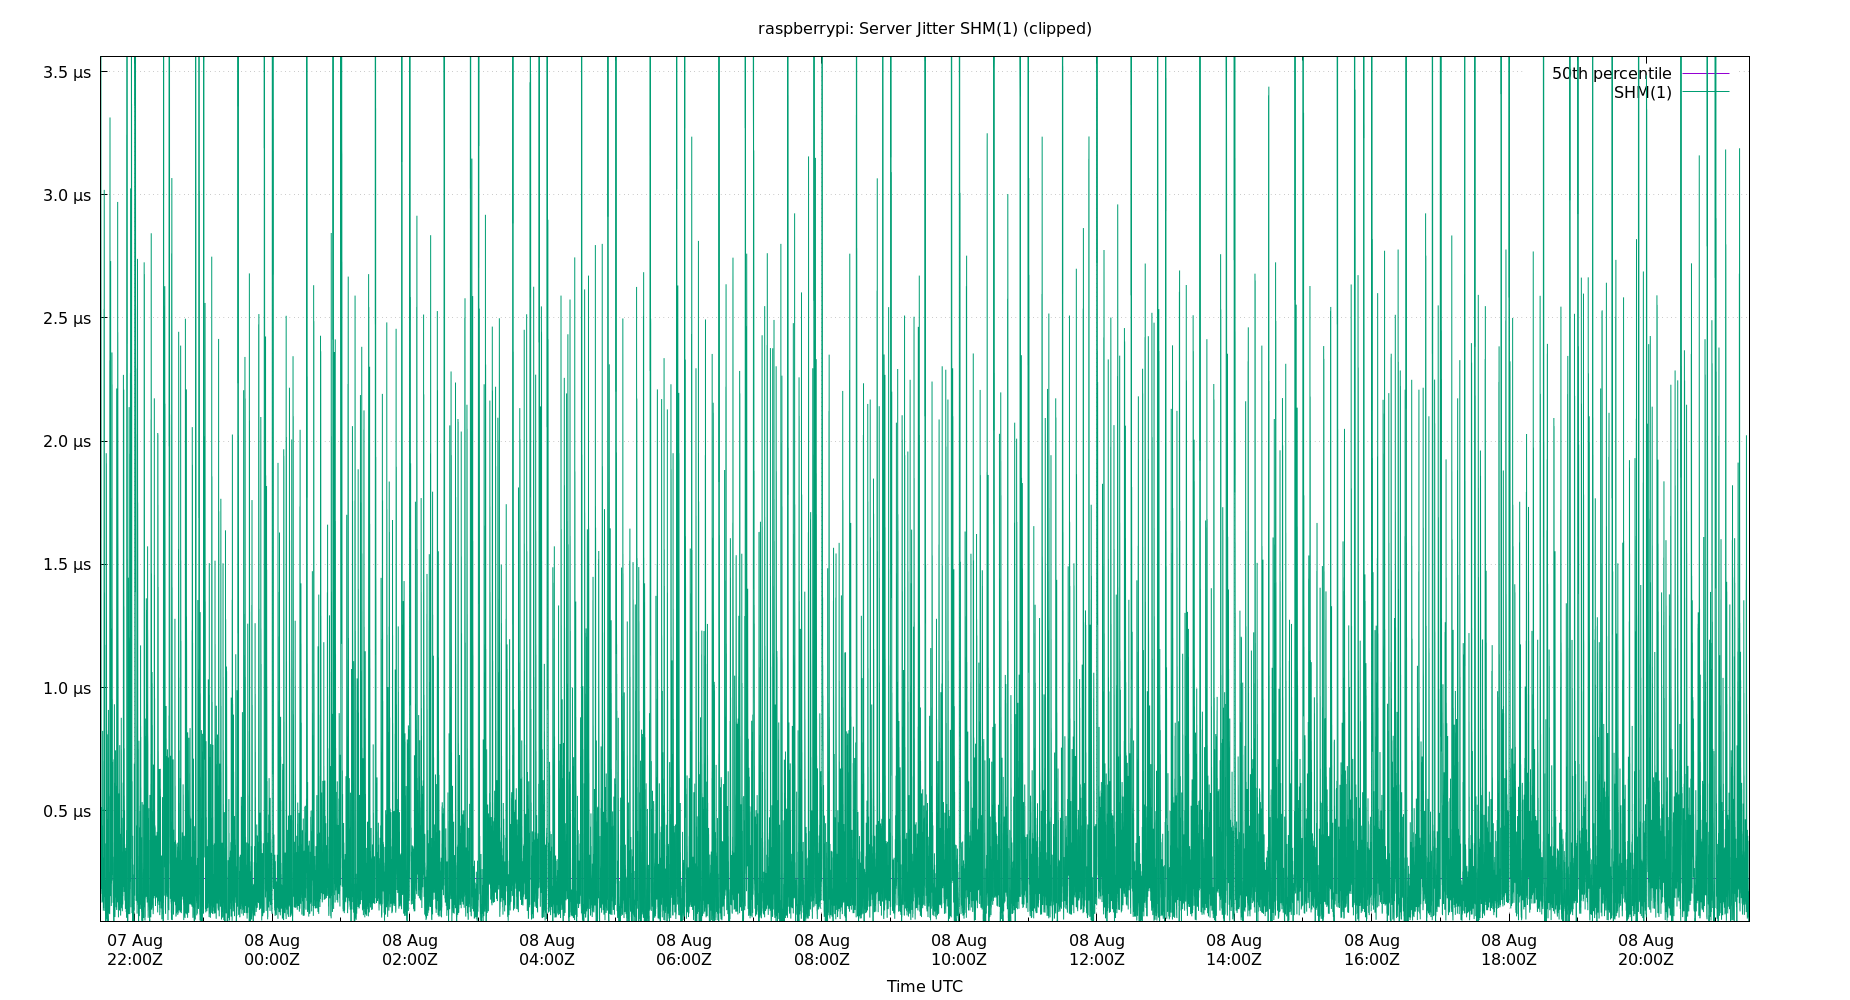 raspberrypi: Server Jitter SHM(1) (clipped)
3.5 µs
3.0 µs
2.5 µs
2.0 µs
1.5 µs
1.0 µs
0.5 µs
50th percentile
SHM(1)
07 Aug 08 Aug 08 Aug 08 Aug 08 Aug 08 Aug 08 Aug 08 Aug 08 Aug 08 Aug 08 Aug 08 Aug
22:00Z 00:00Z 02:00Z 04:00Z 06:00Z 08:00Z 10:00Z 12:00Z 14:00Z 16:00Z 18:00Z 20:00Z
Time UTC